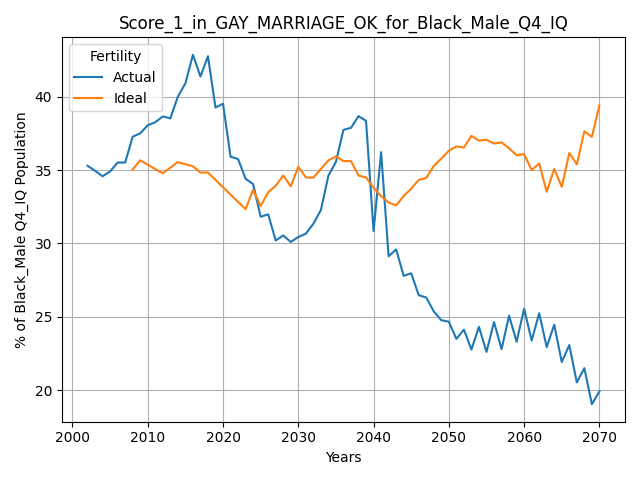 Score_1_in_GAY_MARRIAGE_OK_for_Black_Male_Q4_IQ
Fertility
Actual
Ideal
% of Black_Male Q4_IQ Population
40
35
30
25
20
2000 2010 2020 2030 2040 2050 2060 2070
Years